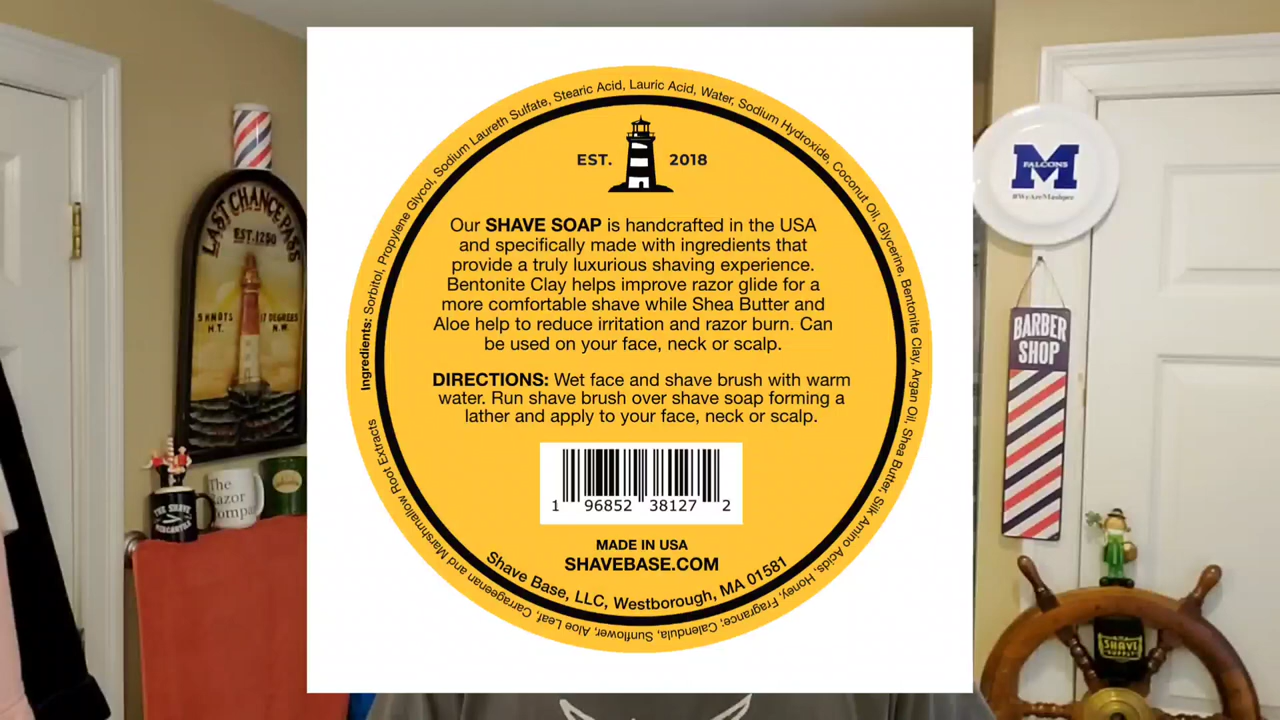 LAST CHANCE PASS
EST. 1250
5 KNOTS
H.T.
17 DEGREES
N.W.
THE SHAVE
MERCANTILE
The
Razor
Company
Ingredients: Sorbitol, Propylene Glycol, Sodium Laureth Sulfate, Stearic Acid, Lauric Acid, Water, Sodium Hydroxide, Coconut Oil, Glycerine, Bentonite Clay, Argan Oil, Shea Butter, Silk Amino Acids, Honey, Fragrance; Calendula, Sunflower, Aloe Leaf, Carrageenan and Marshmallow Root Extracts
EST. 2018
Our SHAVE SOAP is handcrafted in the USA
and specifically made with ingredients that
provide a truly luxurious shaving experience.
Bentonite Clay helps improve razor glide for a
more comfortable shave while Shea Butter and
Aloe help to reduce irritation and razor burn. Can
be used on your face, neck or scalp.
DIRECTIONS: Wet face and shave brush with warm
water. Run shave brush over shave soap forming a
lather and apply to your face, neck or scalp.
1 96852 38127 2
MADE IN USA
SHAVEBASE.COM
Shave Base, LLC, Westborough, MA 01581
M
FALCONS
#WeAreMashpee
BARBER
SHOP
SHAVE
SUPPLY